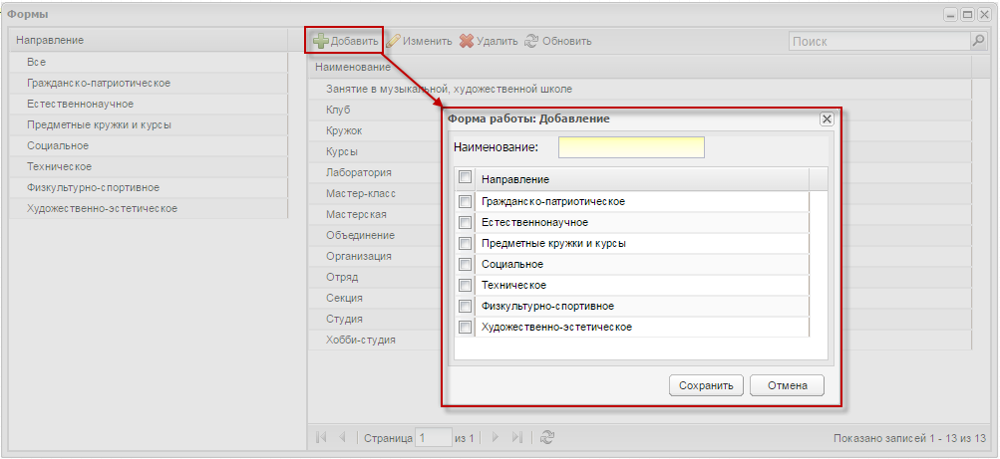 Формы
Направление
Все
Гражданско-патриотическое
Естественнонаучное
Предметные кружки и курсы
Социальное
Техническое
Физкультурно-спортивное
Художественно-эстетическое
Добавить Изменить Удалить Обновить Поиск
Наименование
Занятие в музыкальной, художественной школе
Клуб
Кружок
Курсы
Лаборатория
Мастер-класс
Мастерская
Объединение
Организация
Отряд
Секция
Студия
Хобби-студия
Форма работы: Добавление
Наименование:
Направление
Гражданско-патриотическое
Естественнонаучное
Предметные кружки и курсы
Социальное
Техническое
Физкультурно-спортивное
Художественно-эстетическое
Сохранить Отмена
Страница 1 из 1 Показано записей 1 - 13 из 13